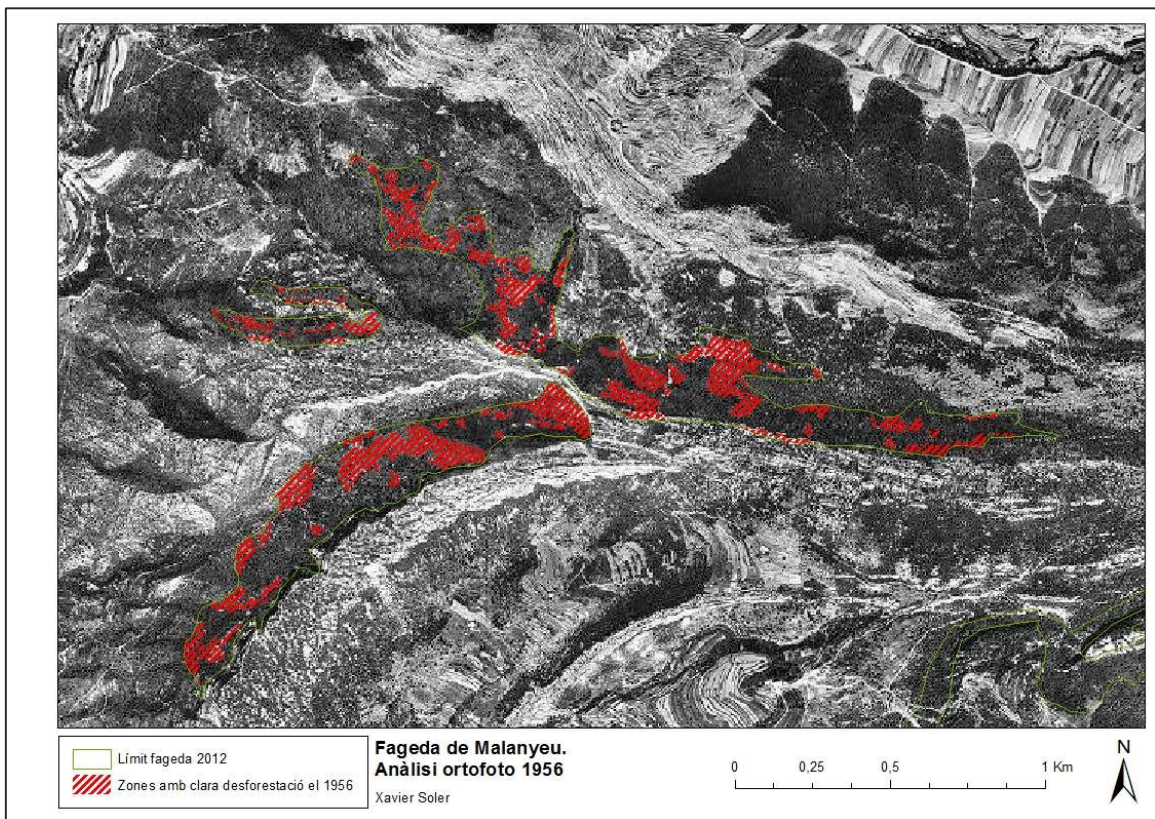 Límit fageda 2012
Zones amb clara desforestació el 1956
Fageda de Malanyeu.
Anàlisi ortofoto 1956
Xavier Soler
0 0,25 0,5 1 Km
N